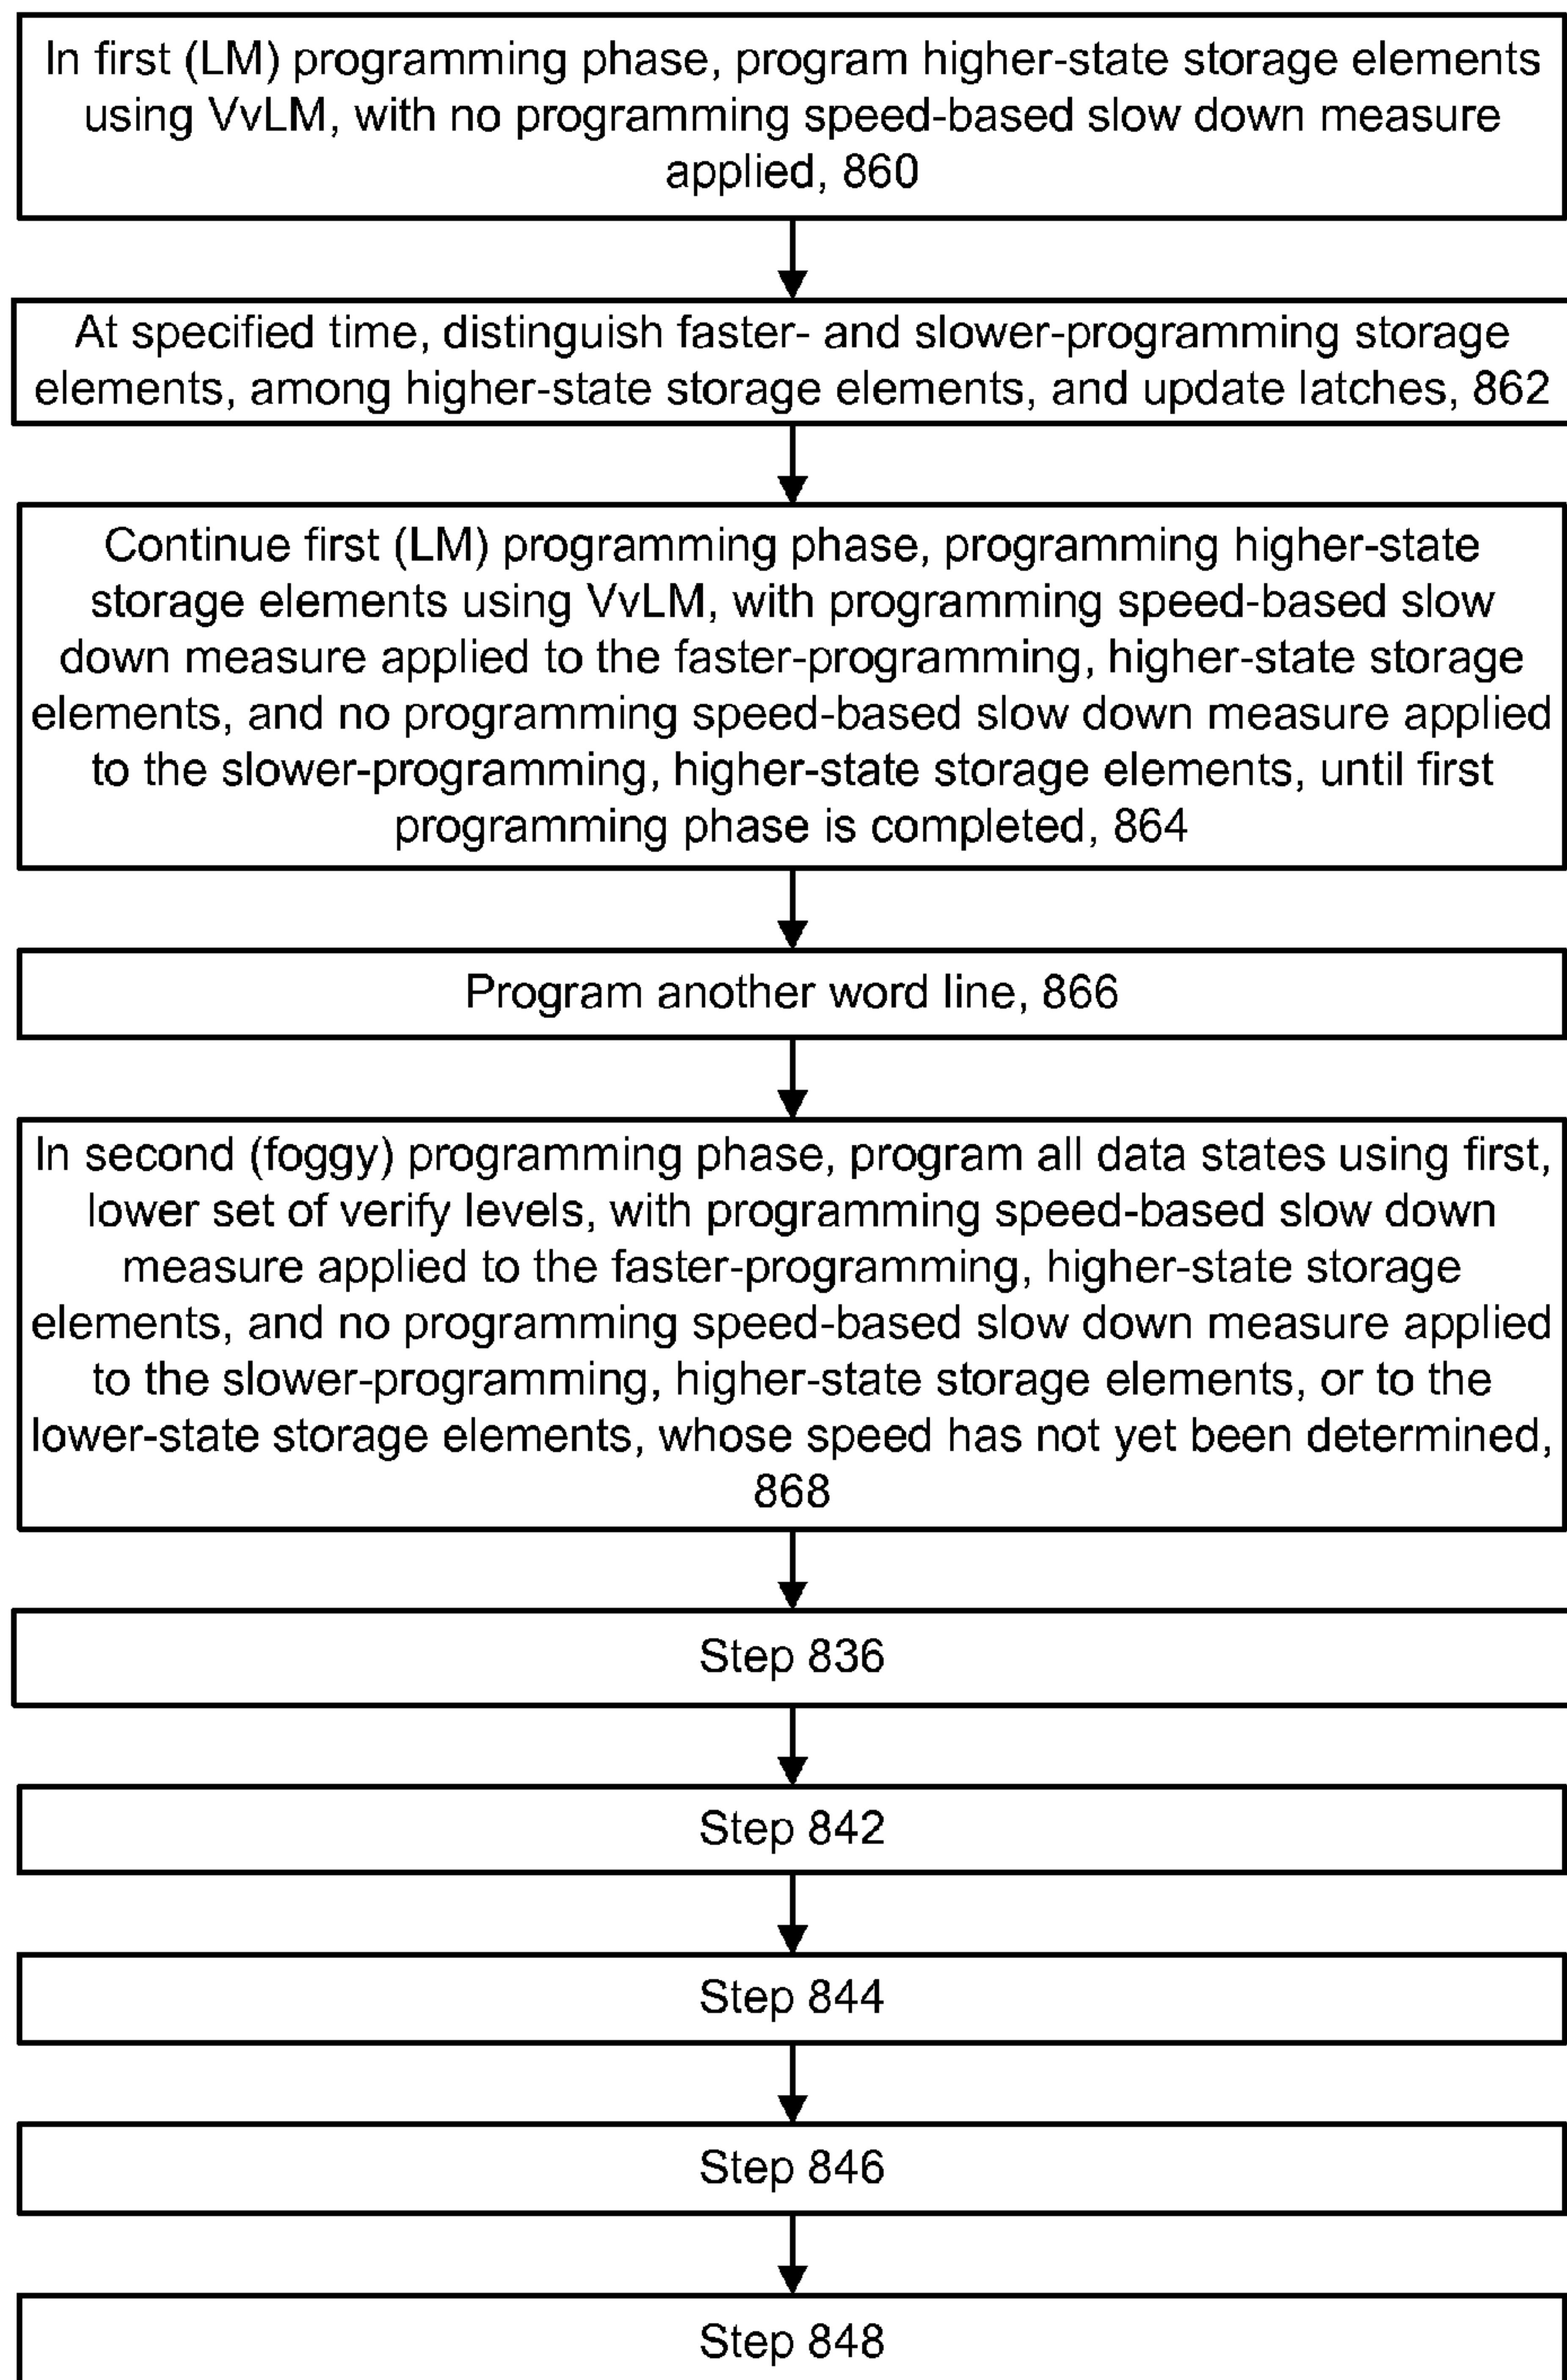 In first (LM) programming phase, program higher-state storage elements
using VvLM, with no programming speed-based slow down measure
applied, 860
At specified time, distinguish faster- and slower-programming storage
elements, among higher-state storage elements, and update latches, 862
Continue first (LM) programming phase, programming higher-state
storage elements using VvLM, with programming speed-based slow
down measure applied to the faster-programming, higher-state storage
elements, and no programming speed-based slow down measure applied
to the slower-programming, higher-state storage elements, until first
programming phase is completed, 864
Program another word line, 866
In second (foggy) programming phase, program all data states using first,
lower set of verify levels, with programming speed-based slow down
measure applied to the faster-programming, higher-state storage
elements, and no programming speed-based slow down measure applied
to the slower-programming, higher-state storage elements, or to the
lower-state storage elements, whose speed has not yet been determined,
868
Step 836
Step 842
Step 844
Step 846
Step 848